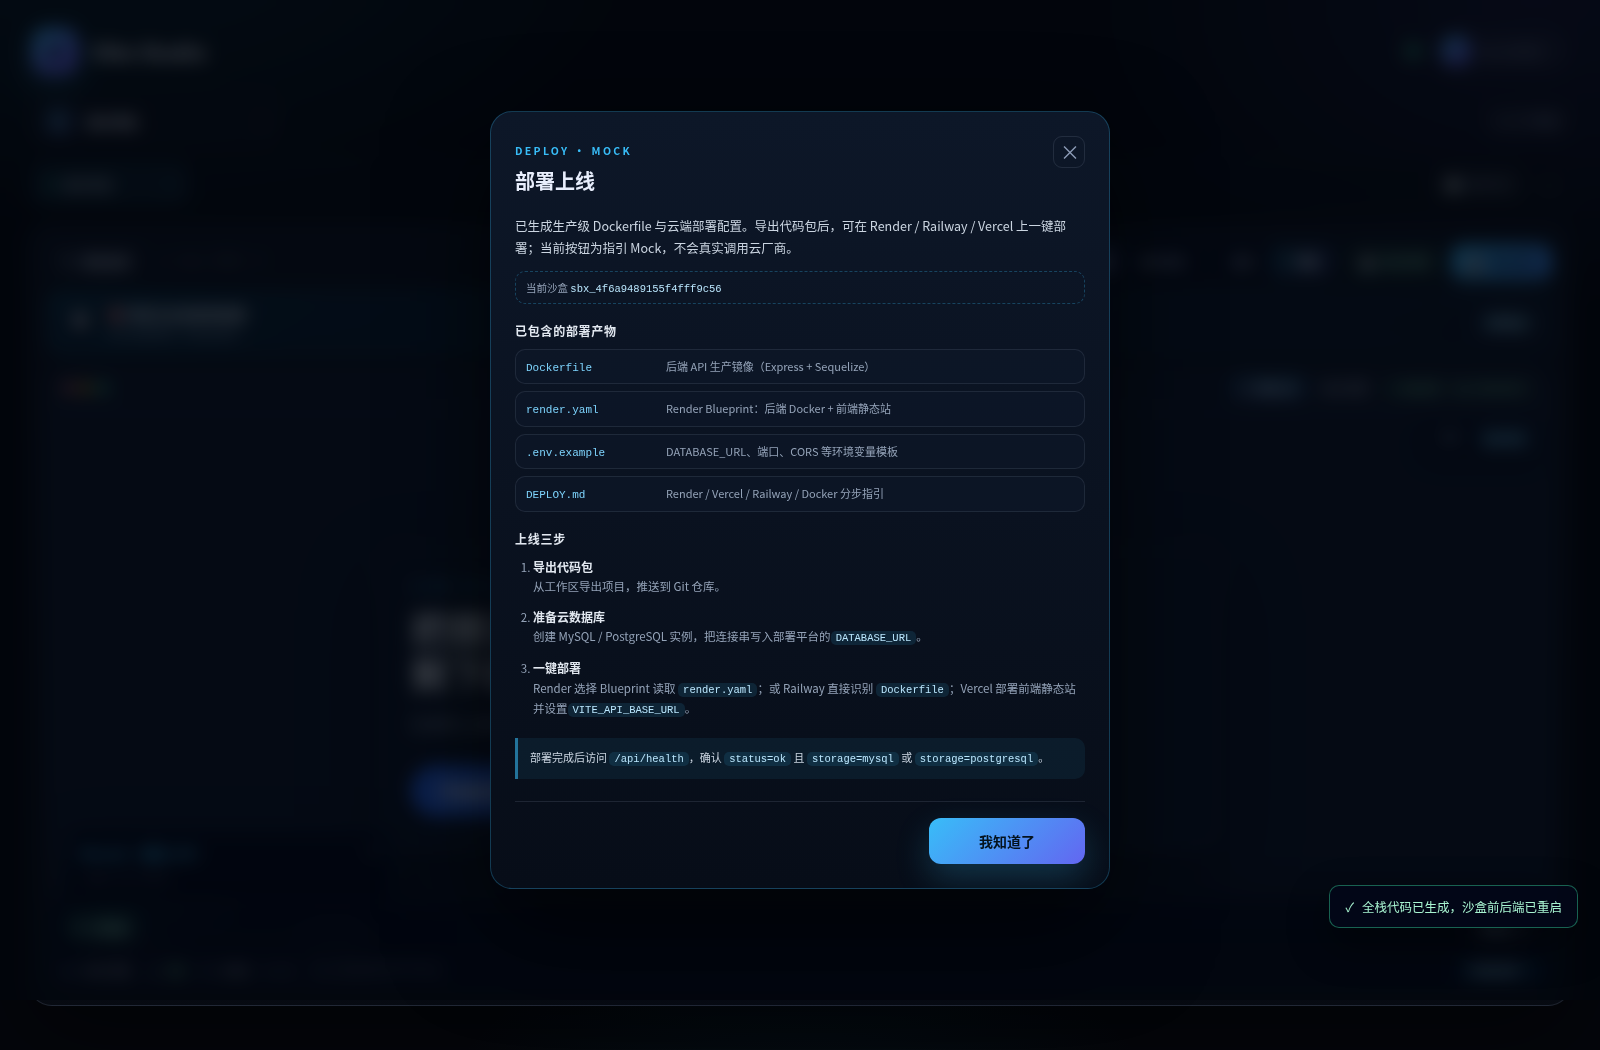 DEPLOY · MOCK
部署上线
已生成生产级 Dockerfile 与云端部署配置。导出代码包后，可在 Render / Railway / Vercel 上一键部
署；当前按钮为指引 Mock，不会真实调用云厂商。
当前沙盒 sbx_4f6a9489155f4fff9c56
已包含的部署产物
Dockerfile 后端 API 生产镜像（Express + Sequelize）
render.yaml Render Blueprint：后端 Docker + 前端静态站
.env.example DATABASE_URL、端口、CORS 等环境变量模板
DEPLOY.md Render / Vercel / Railway / Docker 分步指引
上线三步
1. 导出代码包
从工作区导出项目，推送到 Git 仓库。
2. 准备云数据库
创建 MySQL / PostgreSQL 实例，把连接串写入部署平台的 DATABASE_URL 。
3. 一键部署
Render 选择 Blueprint 读取 render.yaml ；或 Railway 直接识别 Dockerfile ；Vercel 部署前端静态站
并设置 VITE_API_BASE_URL 。
部署完成后访问 /api/health ，确认 status=ok 且 storage=mysql 或 storage=postgresql 。
我知道了
✓ 全栈代码已生成，沙盒前后端已重启